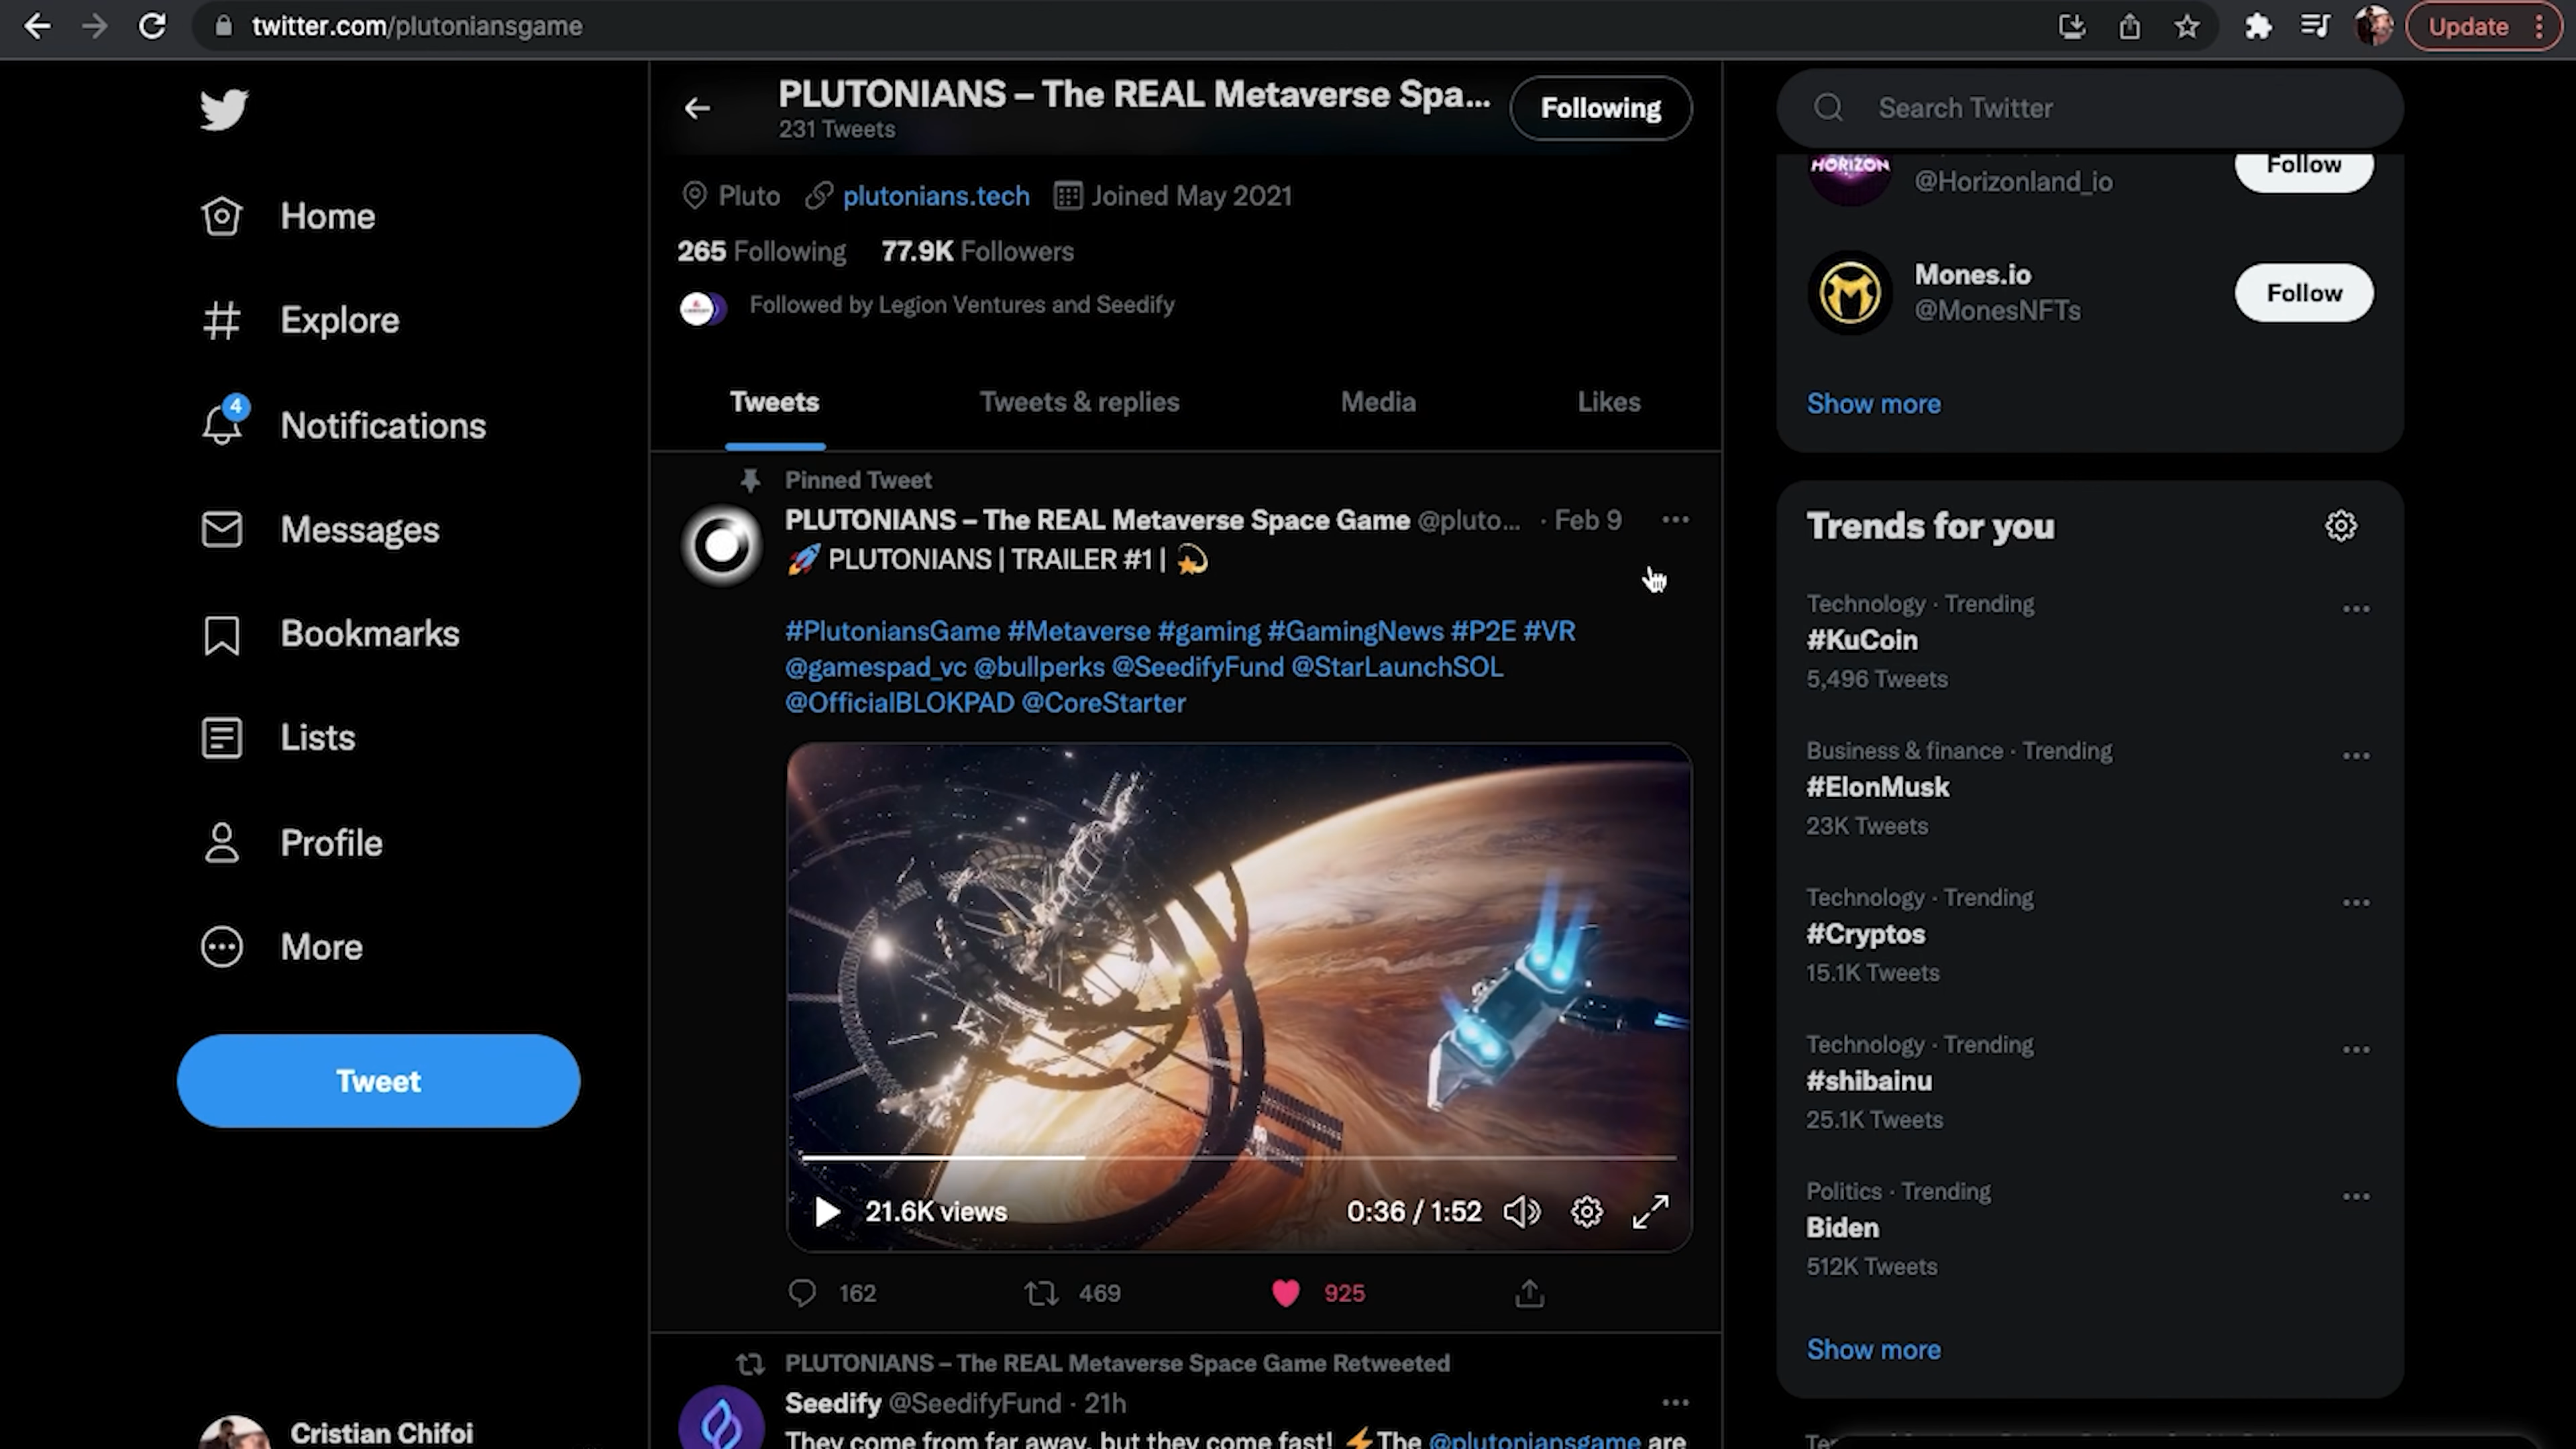 twitter.com/plutoniansgame
Update
Home
Explore
4
Notifications
Messages
Bookmarks
Lists
Profile
More
Tweet
Cristian Chifoi
PLUTONIANS – The REAL Metaverse Spa...
231 Tweets
Following
Pluto plutonians.tech Joined May 2021
265 Following 77.9K Followers
Followed by Legion Ventures and Seedify
Tweets Tweets & replies Media Likes
Pinned Tweet
PLUTONIANS – The REAL Metaverse Space Game @pluto... · Feb 9
🚀 PLUTONIANS | TRAILER #1 | 💫
#PlutoniansGame #Metaverse #gaming #GamingNews #P2E #VR
@gamespad_vc @bullperks @SeedifyFund @StarLaunchSOL
@OfficialBLOKPAD @CoreStarter
21.6K views 0:36 / 1:52
162 469 925
PLUTONIANS – The REAL Metaverse Space Game Retweeted
Seedify @SeedifyFund · 21h
They come from far away, but they come fast! ⚡The @plutoniansgame are
Search Twitter
HORIZON
@Horizonland_io
Follow
Mones.io
@MonesNFTs
Follow
Show more
Trends for you
Technology · Trending
#KuCoin
5,496 Tweets
Business & finance · Trending
#ElonMusk
23K Tweets
Technology · Trending
#Cryptos
15.1K Tweets
Technology · Trending
#shibainu
25.1K Tweets
Politics · Trending
Biden
512K Tweets
Show more